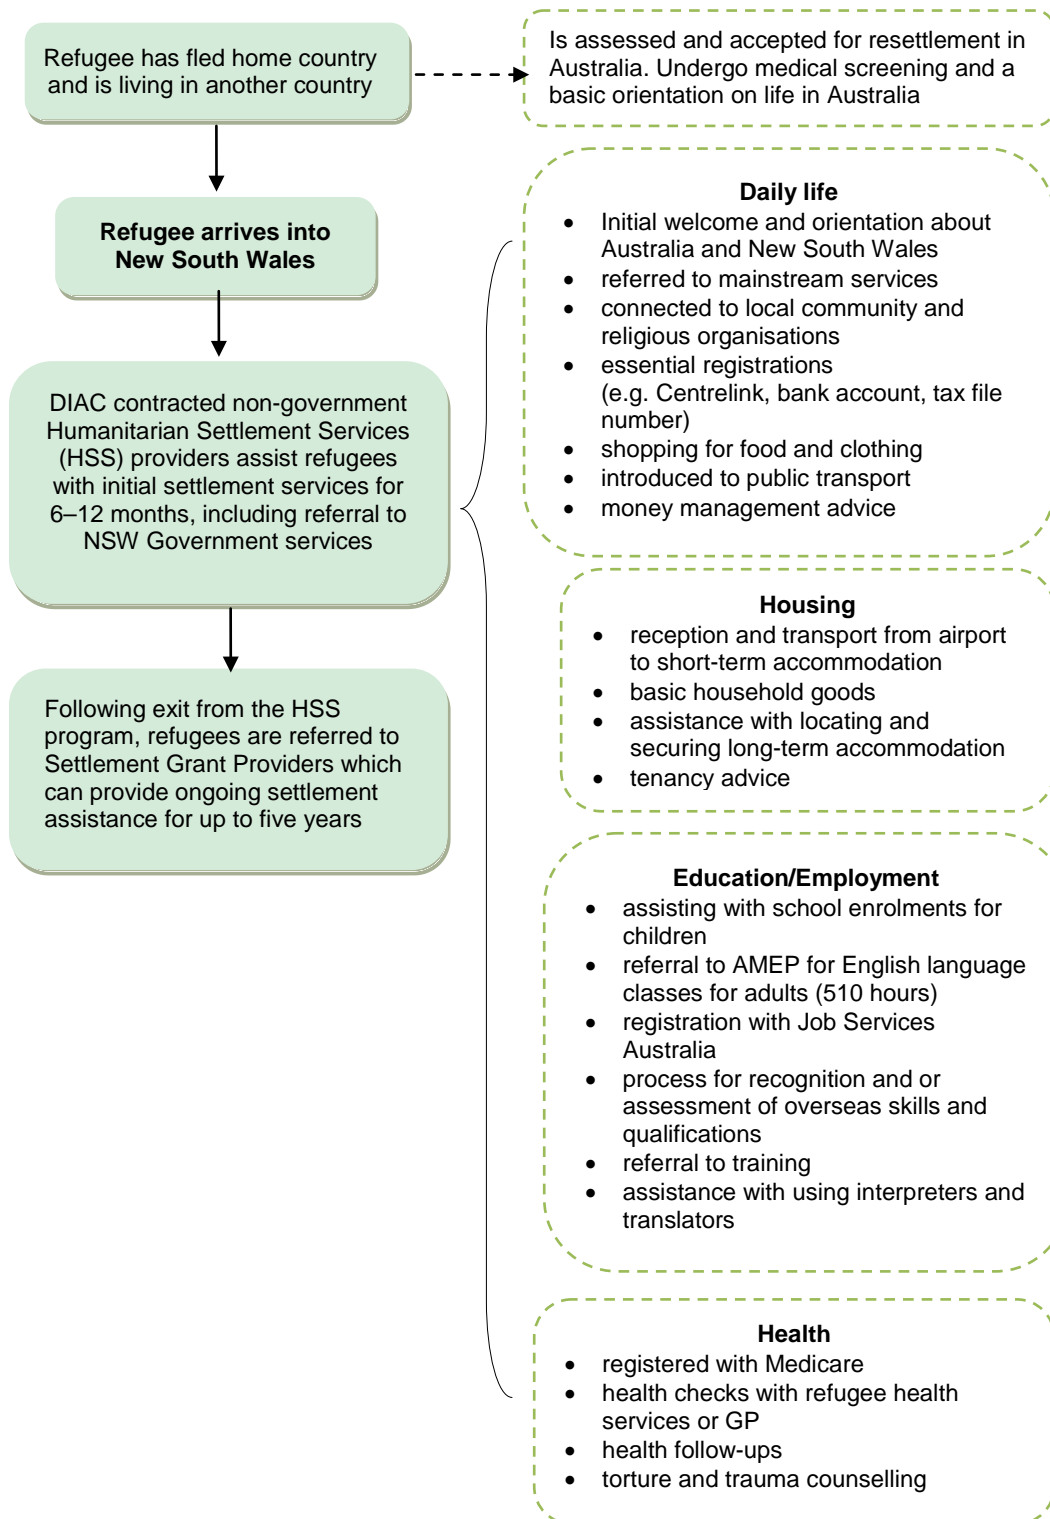 Refugee has fled home country
and is living in another country
Is assessed and accepted for resettlement in
Australia. Undergo medical screening and a
basic orientation on life in Australia
Refugee arrives into
New South Wales
DIAC contracted non-government
Humanitarian Settlement Services
(HSS) providers assist refugees
with initial settlement services for
6–12 months, including referral to
NSW Government services
Following exit from the HSS
program, refugees are referred to
Settlement Grant Providers which
can provide ongoing settlement
assistance for up to five years
Daily life
• Initial welcome and orientation about
Australia and New South Wales
• referred to mainstream services
• connected to local community and
religious organisations
• essential registrations
(e.g. Centrelink, bank account, tax file
number)
• shopping for food and clothing
• introduced to public transport
• money management advice
Housing
• reception and transport from airport
to short-term accommodation
• basic household goods
• assistance with locating and
securing long-term accommodation
• tenancy advice
Education/Employment
• assisting with school enrolments for
children
• referral to AMEP for English language
classes for adults (510 hours)
• registration with Job Services
Australia
• process for recognition and or
assessment of overseas skills and
qualifications
• referral to training
• assistance with using interpreters and
translators
Health
• registered with Medicare
• health checks with refugee health
services or GP
• health follow-ups
• torture and trauma counselling